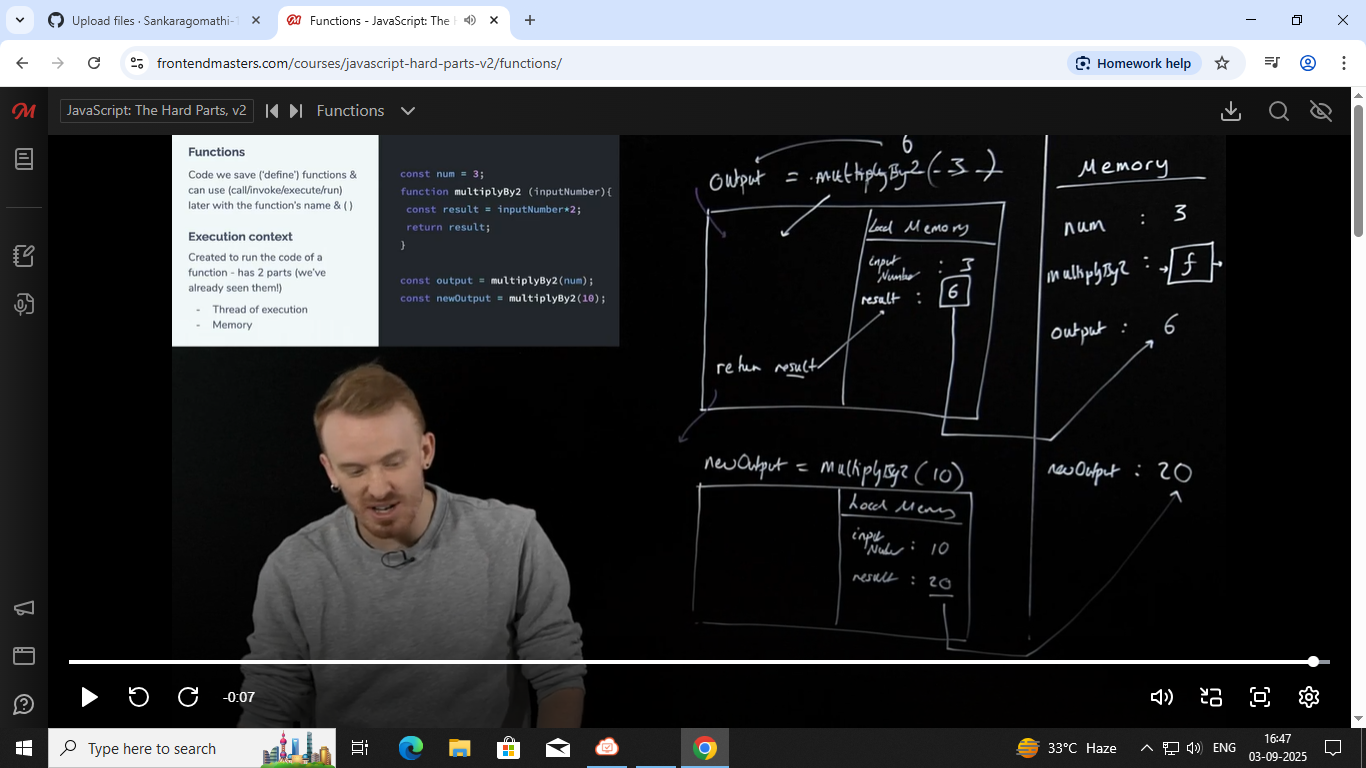 Upload files · Sankaragomathi-
Functions - JavaScript: The
frontendmasters.com/courses/javascript-hard-parts-v2/functions/
Homework help
JavaScript: The Hard Parts, v2
Functions
Functions
Code we save ('define') functions &
can use (call/invoke/execute/run)
later with the function's name & ( )
Execution context
Created to run the code of a
function - has 2 parts (we've
already seen them!)
- Thread of execution
- Memory
const num = 3;
function multiplyBy2 (inputNumber){
const result = inputNumber*2;
return result;
}
const output = multiplyBy2(num);
const newOutput = multiplyBy2(10);
6
output = multiplyBy2(3)
Local Memory
input
Number : 3
result : 6
return result
newOutput = multiplyBy2(10)
Local Memory
input
Number : 10
result : 20
Memory
num : 3
multiplyBy2 : f
output : 6
newOutput : 20
-0:07
Type here to search
33°C Haze
ENG
16:47
03-09-2025